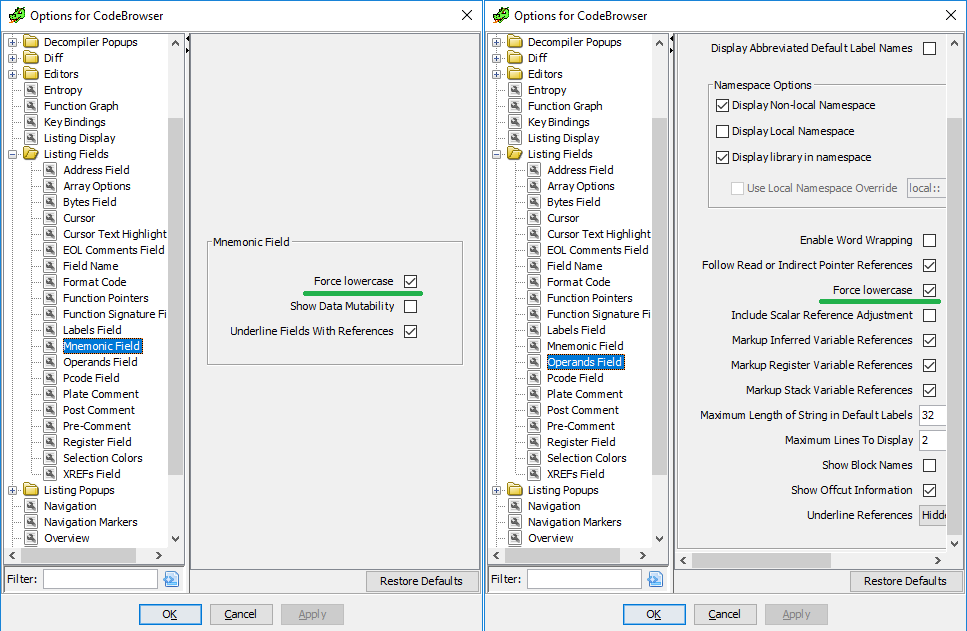 Options for CodeBrowser
Decompiler Popups
Diff
Editors
Entropy
Function Graph
Key Bindings
Listing Display
Listing Fields
Address Field
Array Options
Bytes Field
Cursor
Cursor Text Highlight
EOL Comments Field
Field Name
Format Code
Function Pointers
Function Signature Fi
Labels Field
Mnemonic Field
Operands Field
Pcode Field
Plate Comment
Post Comment
Pre-Comment
Register Field
Selection Colors
XREFs Field
Listing Popups
Navigation
Navigation Markers
Overview
Filter:
Mnemonic Field
Force lowercase
Show Data Mutability
Underline Fields With References
Restore Defaults
OK
Cancel
Apply
Options for CodeBrowser
Decompiler Popups
Diff
Editors
Entropy
Function Graph
Key Bindings
Listing Display
Listing Fields
Address Field
Array Options
Bytes Field
Cursor
Cursor Text Highlight
EOL Comments Field
Field Name
Format Code
Function Pointers
Function Signature Fi
Labels Field
Mnemonic Field
Operands Field
Pcode Field
Plate Comment
Post Comment
Pre-Comment
Register Field
Selection Colors
XREFs Field
Listing Popups
Navigation
Navigation Markers
Overview
Filter:
Display Abbreviated Default Label Names
Namespace Options
Display Non-local Namespace
Display Local Namespace
Display library in namespace
Use Local Namespace Override local::
Enable Word Wrapping
Follow Read or Indirect Pointer References
Force lowercase
Include Scalar Reference Adjustment
Markup Inferred Variable References
Markup Register Variable References
Markup Stack Variable References
Maximum Length of String in Default Labels 32
Maximum Lines To Display 2
Show Block Names
Show Offcut Information
Underline References Hidd
Restore Defaults
OK
Cancel
Apply